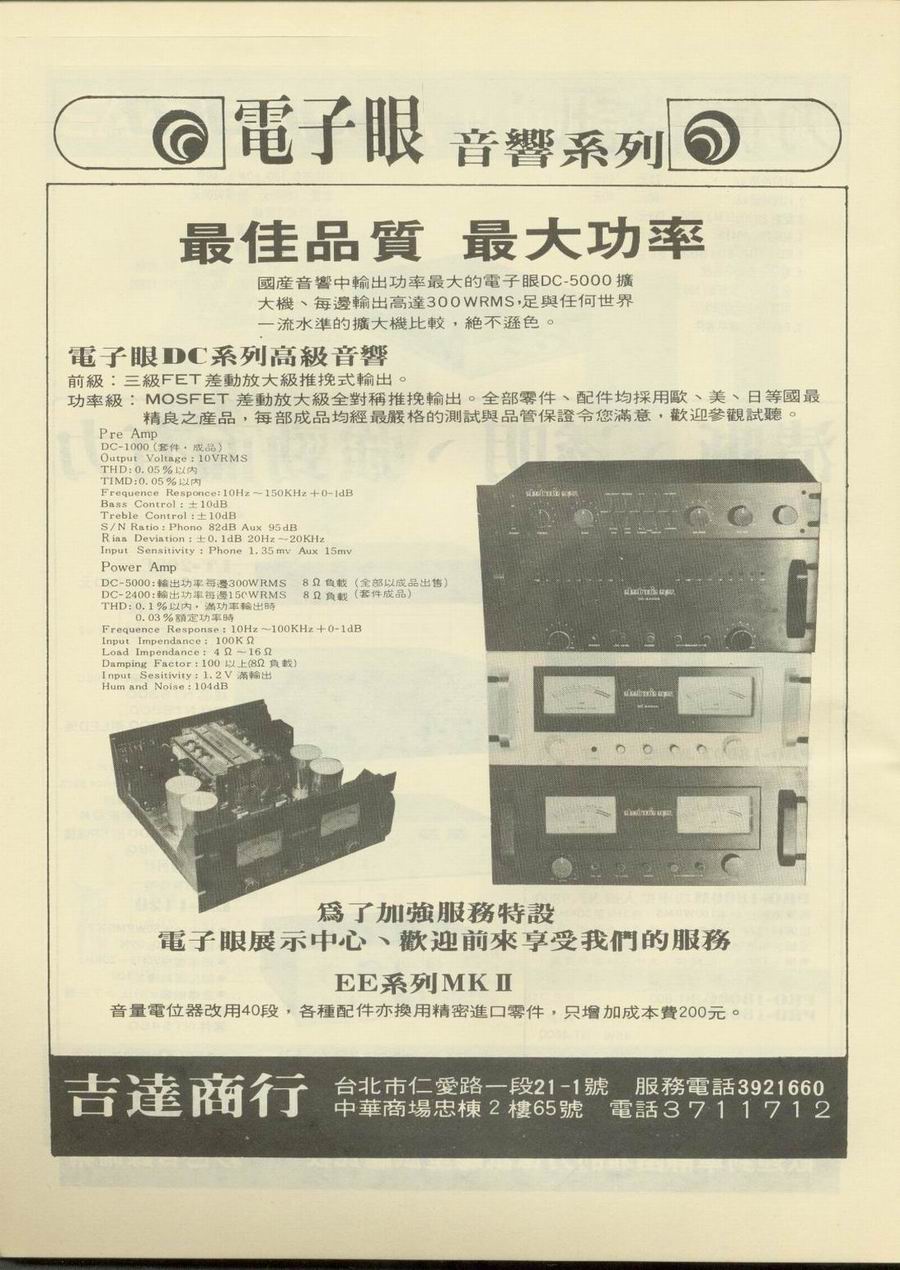 電子眼 音響系列
最佳品質 最大功率
國産音響中輸出功率最大的電子眼DC-5000擴
大機、每邊輸出高達300WRMS,足與任何世界
一流水準的擴大機比較，絶不遜色。
電子眼DC系列高級音響
前級：三級FET差動放大級推挽式輸出。
功率級：MOSFET 差動放大級全對稱推挽輸出。全部零件、配件均採用歐、美、日等國最
精良之産品，每部成品均經最嚴格的測試與品管保證令您滿意，歡迎參觀試聽。
Pre Amp
DC-1000(套件，成品)
Output Voltage : 10VRMS
THD: 0.05%以内
TIMD: 0.05%以内
Frequence Responce: 10Hz～150KHz +0-1dB
Bass Control : ±10dB
Treble Control : ±10dB
S/N Ratio : Phono 82dB Aux 95dB
Riaa Deviation : ±0.1dB 20Hz～20KHz
Input Sensitivity : Phone 1.35mv Aux 15mv
Power Amp
DC-5000:輸出功率每邊300WRMS 8Ω負載 (全部以成品出售)
DC-2400:輸出功率每邊150WRMS 8Ω負載 (套件成品)
THD: 0.1%以内，滿功率輸出時
0.03%額定功率時
Frequence Response : 10Hz～100KHz +0-1dB
Input Impendance : 100KΩ
Load Impendance : 4Ω～16Ω
Damping Factor : 100 以上(8Ω負載)
Input Sesitivity : 1.2V 滿輸出
Hum and Noise : 104dB
electronic eyes
electronic eyes
electronic eyes
electronic eyes
爲了加強服務特設
電子眼展示中心、歡迎前來享受我們的服務
EE系列MKⅡ
音量電位器改用40段，各種配件亦換用精密進口零件，只增加成本費200元。
吉達商行
台北市仁愛路一段21-1號 服務電話3921660
中華商場忠棟2樓65號 電話3711712